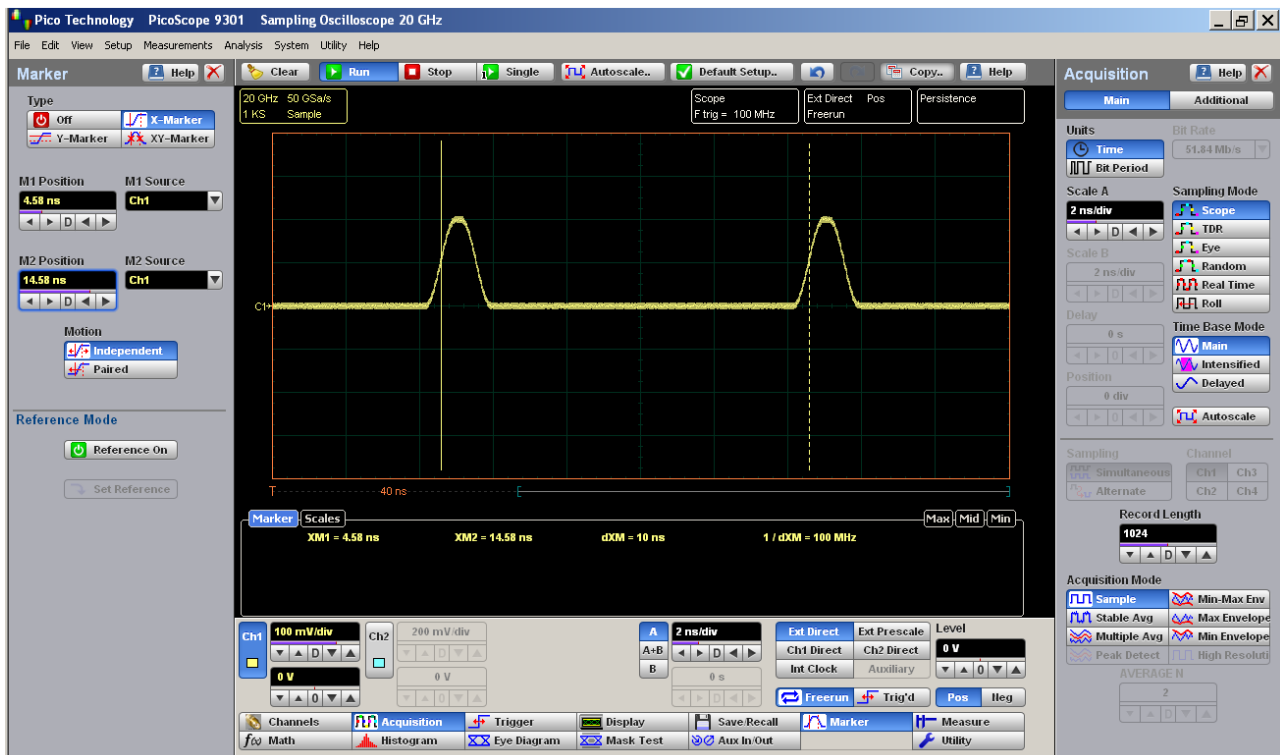 Pico Technology PicoScope 9301 Sampling Oscilloscope 20 GHz
File Edit View Setup Measurements Analysis System Utility Help
Marker Help
Type
Off X-Marker
Y-Marker XY-Marker
M1 Position M1 Source
4.58 ns Ch1
D
M2 Position M2 Source
14.58 ns Ch1
D
Motion
Independent
Paired
Reference Mode
Reference On
Set Reference
Clear Run Stop Single Autoscale.. Default Setup.. Copy.. Help
20 GHz 50 GSa/s
1 KS Sample
Scope
F trig = 100 MHz
Ext Direct Pos
Freerun
Persistence
C1
T 40 ns
Marker Scales Max Mid Min
XM1 = 4.58 ns XM2 = 14.58 ns dXM = 10 ns 1 / dXM = 100 MHz
Ch1 100 mV/div
D
0 V
0
Ch2 200 mV/div
D
0 V
0
A 2 ns/div
A+B D
B 0 s
D
Ext Direct Ext Prescale Level
Ch1 Direct Ch2 Direct 0 V
Int Clock Auxiliary 0
Freerun Trig'd Pos Neg
Channels Acquisition Trigger Display Save/Recall Marker Measure
f(x) Math Histogram Eye Diagram Mask Test Aux In/Out Utility
Acquisition Help
Main Additional
Units Bit Rate
Time 51.84 Mb/s
Bit Period
Scale A Sampling Mode
2 ns/div Scope
D TDR
Scale B Eye
2 ns/div Random
D Real Time
Roll
Delay
0 s
0
Time Base Mode
Main
Intensified
Delayed
Position
0 div
0
Autoscale
Sampling Channel
Simultaneous Ch1 Ch3
Alternate Ch2 Ch4
Record Length
1024
D
Acquisition Mode
Sample Min-Max Env
Stable Avg Max Envelope
Multiple Avg Min Envelope
Peak Detect High Resoluti
AVERAGE N
2
D